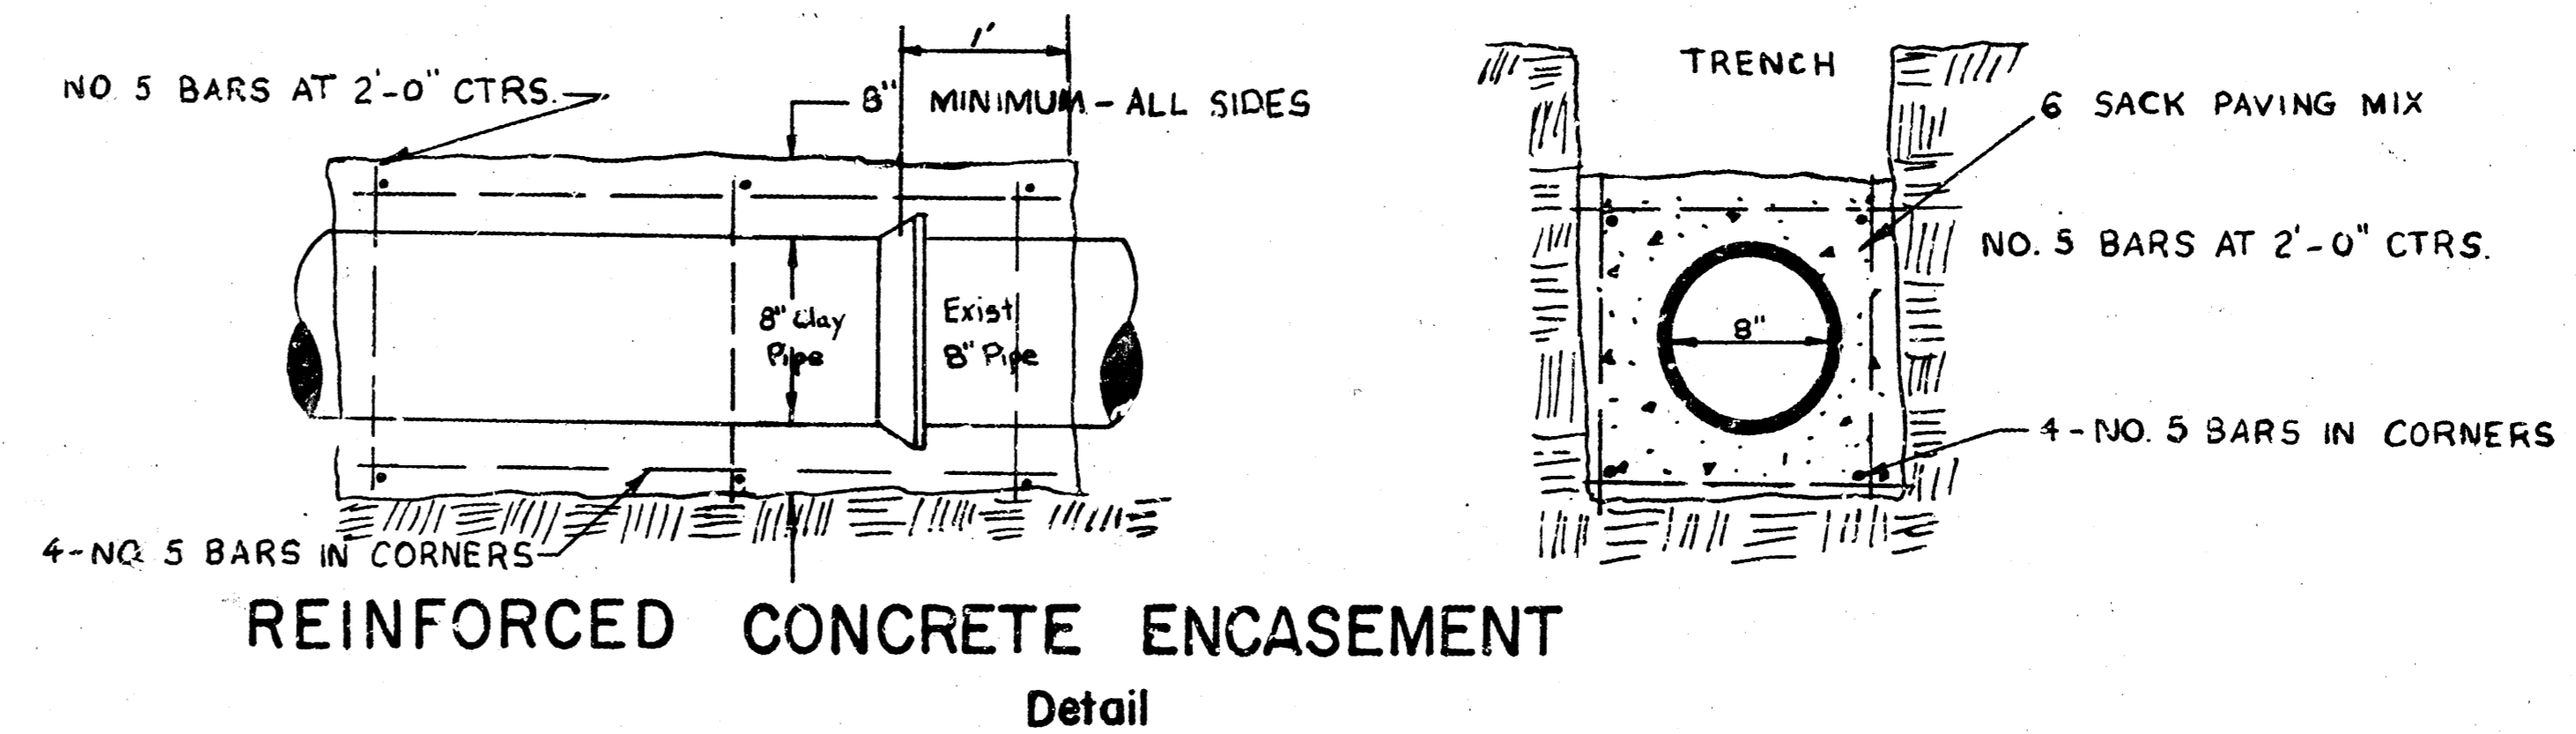 1'
NO 5 BARS AT 2'-0" CTRS.
8" MINIMUM - ALL SIDES
TRENCH
6 SACK PAVING MIX
NO. 5 BARS AT 2'-0" CTRS.
8" Clay
Pipe
Exist
8" Pipe
8"
4-NO. 5 BARS IN CORNERS
4-NO. 5 BARS IN CORNERS
REINFORCED CONCRETE ENCASEMENT
Detail